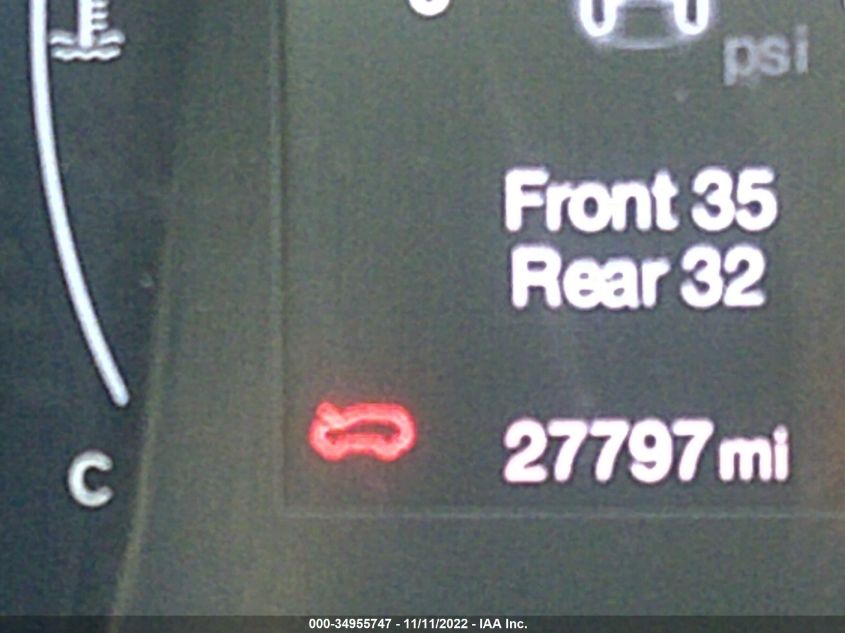 psi
Front 35
Rear 32
27797 mi
C
000-34955747 - 11/11/2022 - IAA Inc.